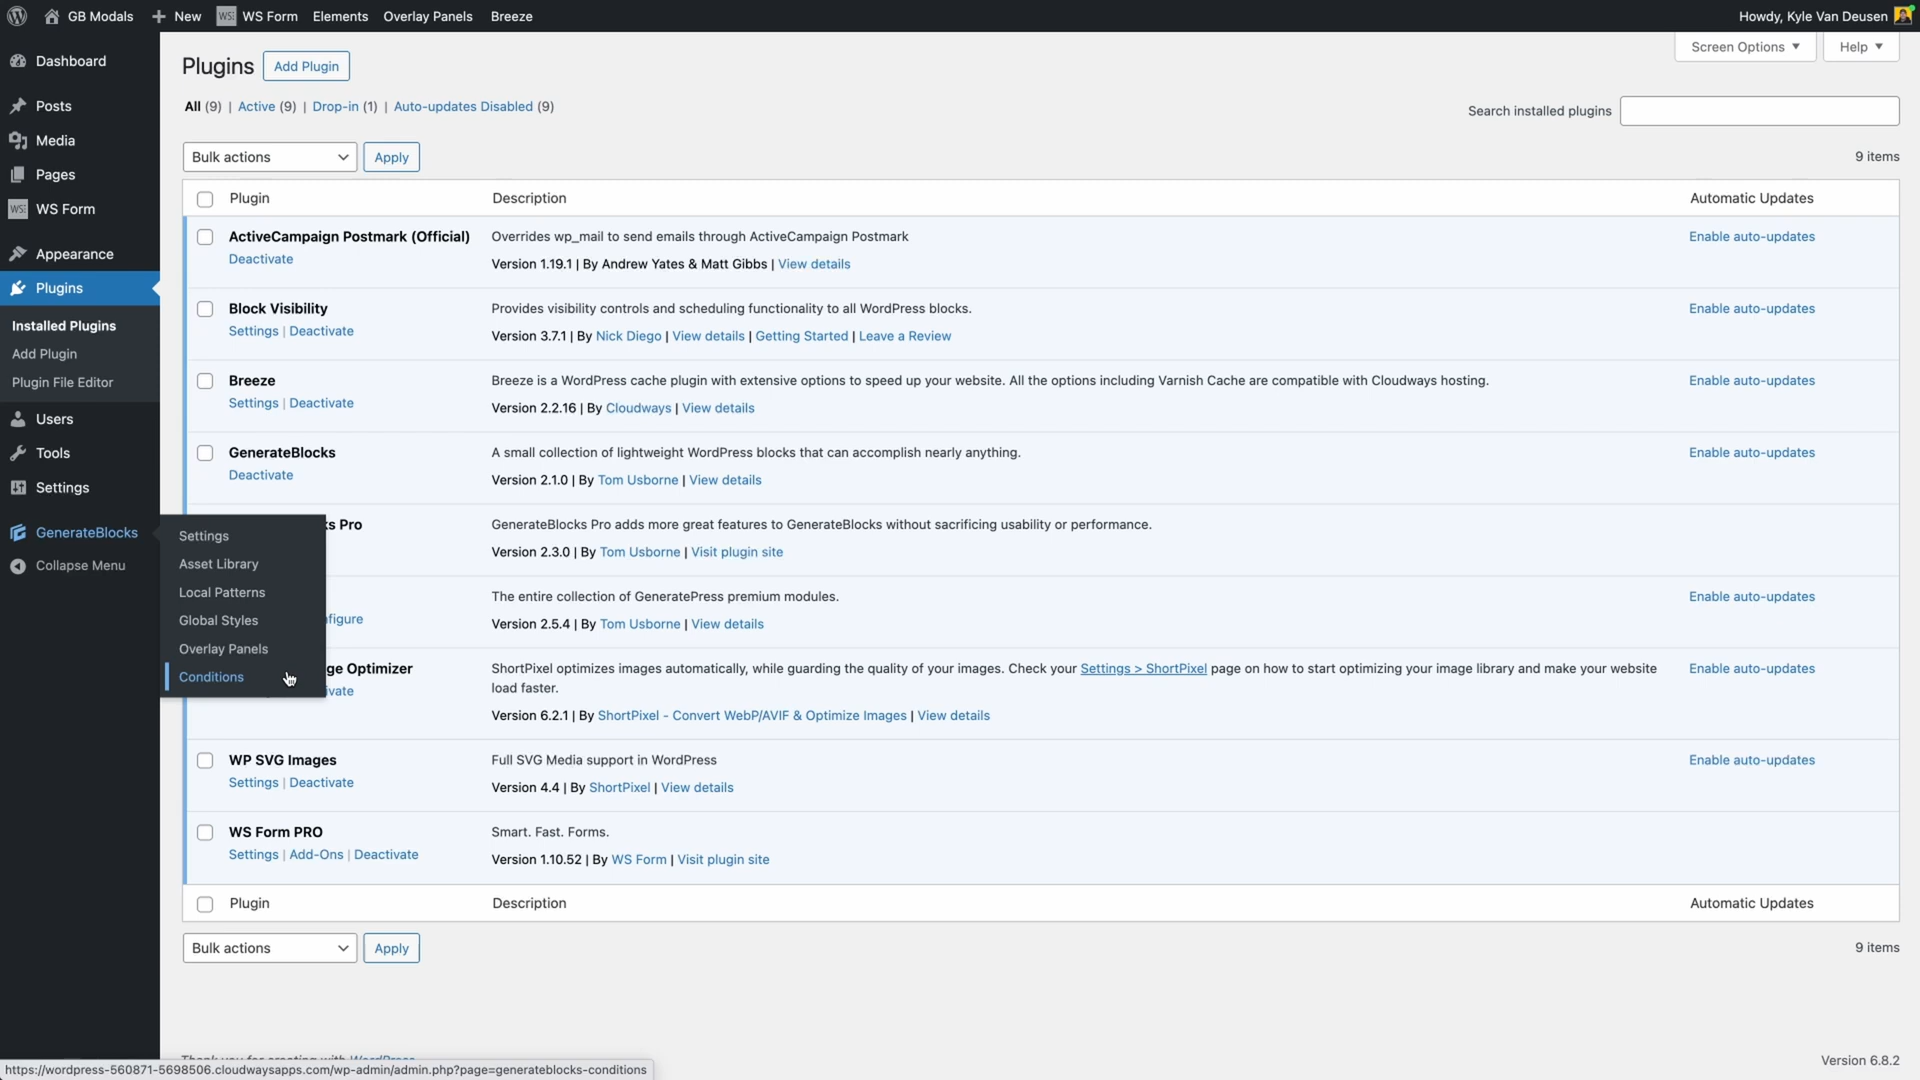 GB Modals
New
WS Form
Elements
Overlay Panels
Breeze
Howdy, Kyle Van Deusen
Dashboard
Posts
Media
Pages
WS Form
Appearance
Plugins
Installed Plugins
Add Plugin
Plugin File Editor
Users
Tools
Settings
GenerateBlocks
Collapse Menu
Settings
Asset Library
Local Patterns
Global Styles
Overlay Panels
Conditions
Plugins
Add Plugin
Screen Options
Help
All (9) | Active (9) | Drop-in (1) | Auto-updates Disabled (9)
Search installed plugins
Bulk actions
Apply
9 items
Plugin
Description
Automatic Updates
ActiveCampaign Postmark (Official)
Deactivate
Overrides wp_mail to send emails through ActiveCampaign Postmark
Version 1.19.1 | By Andrew Yates & Matt Gibbs | View details
Enable auto-updates
Block Visibility
Settings | Deactivate
Provides visibility controls and scheduling functionality to all WordPress blocks.
Version 3.7.1 | By Nick Diego | View details | Getting Started | Leave a Review
Enable auto-updates
Breeze
Settings | Deactivate
Breeze is a WordPress cache plugin with extensive options to speed up your website. All the options including Varnish Cache are compatible with Cloudways hosting.
Version 2.2.16 | By Cloudways | View details
Enable auto-updates
GenerateBlocks
Deactivate
A small collection of lightweight WordPress blocks that can accomplish nearly anything.
Version 2.1.0 | By Tom Usborne | View details
Enable auto-updates
ks Pro
GenerateBlocks Pro adds more great features to GenerateBlocks without sacrificing usability or performance.
Version 2.3.0 | By Tom Usborne | Visit plugin site
nfigure
The entire collection of GeneratePress premium modules.
Version 2.5.4 | By Tom Usborne | View details
Enable auto-updates
ge Optimizer
ivate
ShortPixel optimizes images automatically, while guarding the quality of your images. Check your Settings > ShortPixel page on how to start optimizing your image library and make your website
load faster.
Version 6.2.1 | By ShortPixel - Convert WebP/AVIF & Optimize Images | View details
Enable auto-updates
WP SVG Images
Settings | Deactivate
Full SVG Media support in WordPress
Version 4.4 | By ShortPixel | View details
Enable auto-updates
WS Form PRO
Settings | Add-Ons | Deactivate
Smart. Fast. Forms.
Version 1.10.52 | By WS Form | Visit plugin site
Plugin
Description
Automatic Updates
Bulk actions
Apply
9 items
Thank you for creating with WordPress
Version 6.8.2
https://wordpress-560871-5698506.cloudwaysapps.com/wp-admin/admin.php?page=generateblocks-conditions